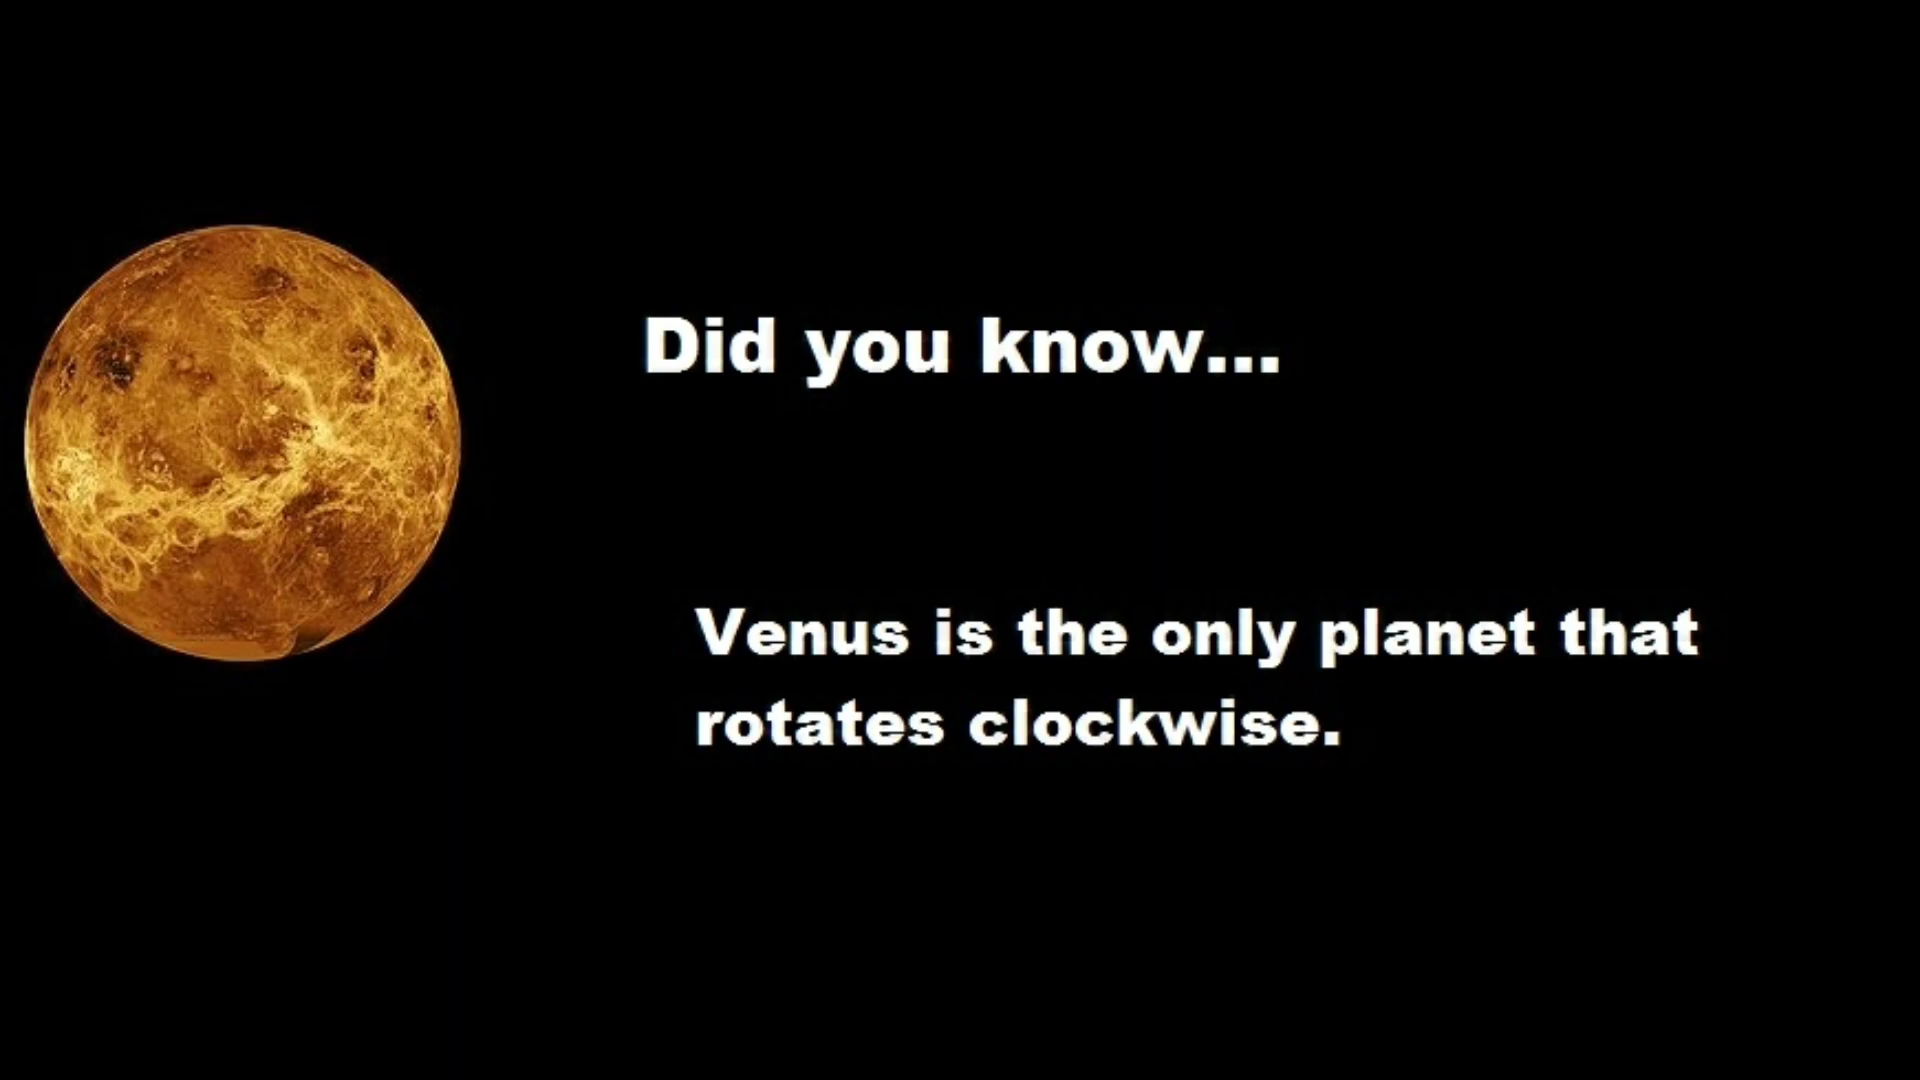 Did you know...
Venus is the only planet that
rotates clockwise.